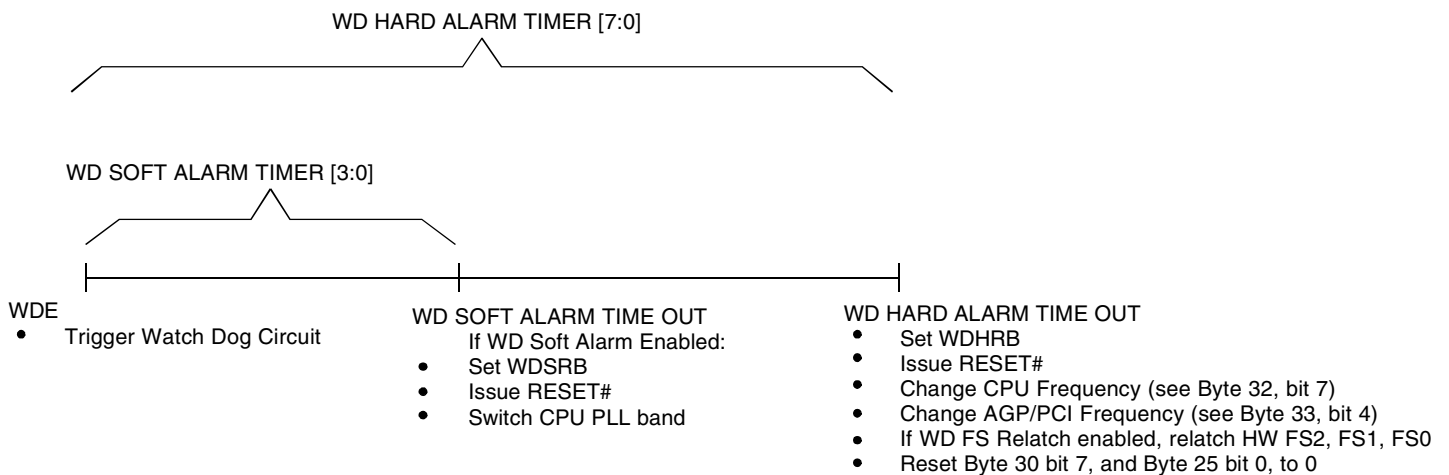 WD HARD ALARM TIMER [7:0]
WD SOFT ALARM TIMER [3:0]
WDE
• Trigger Watch Dog Circuit
WD SOFT ALARM TIME OUT
If WD Soft Alarm Enabled:
• Set WDSRB
• Issue RESET#
• Switch CPU PLL band
WD HARD ALARM TIME OUT
• Set WDHRB
• Issue RESET#
• Change CPU Frequency (see Byte 32, bit 7)
• Change AGP/PCI Frequency (see Byte 33, bit 4)
• If WD FS Relatch enabled, relatch HW FS2, FS1, FS0
• Reset Byte 30 bit 7, and Byte 25 bit 0, to 0